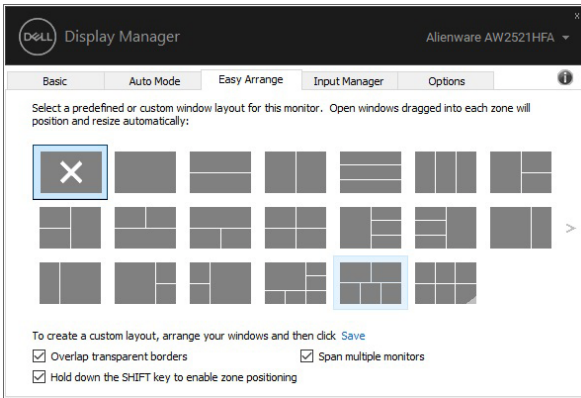 DELL Display Manager Alienware AW2521HFA
Basic Auto Mode Easy Arrange Input Manager Options
Select a predefined or custom window layout for this monitor. Open windows dragged into each zone will
position and resize automatically:
To create a custom layout, arrange your windows and then click Save
Overlap transparent borders Span multiple monitors
Hold down the SHIFT key to enable zone positioning